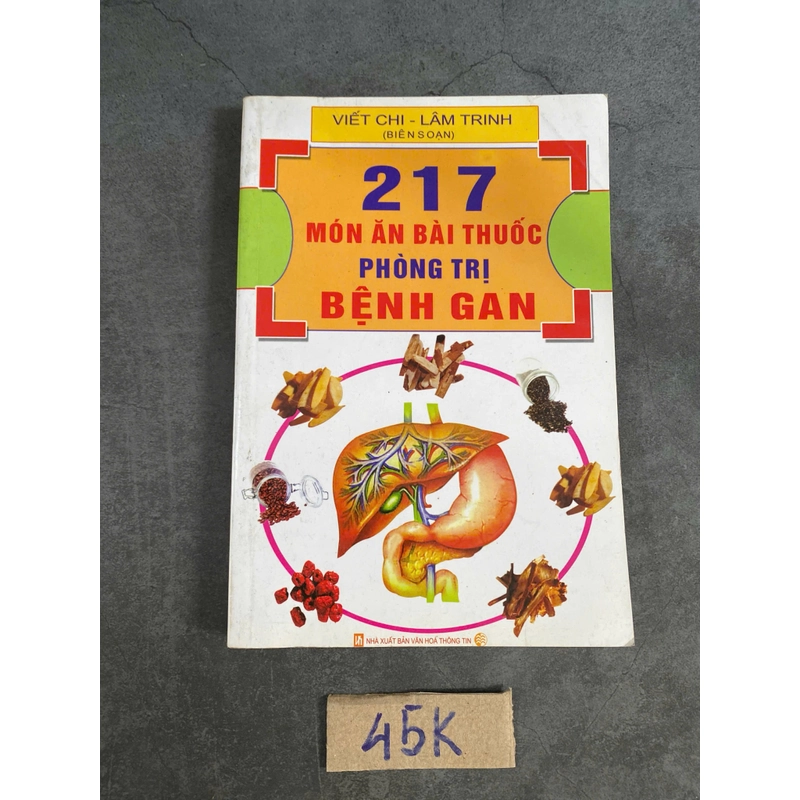 VIẾT CHI - LÂM TRINH
(BIÊN SOẠN)
217
MÓN ĂN BÀI THUỐC
PHÒNG TRỊ
BỆNH GAN
NHÀ XUẤT BẢN VĂN HOÁ THÔNG TIN
45K